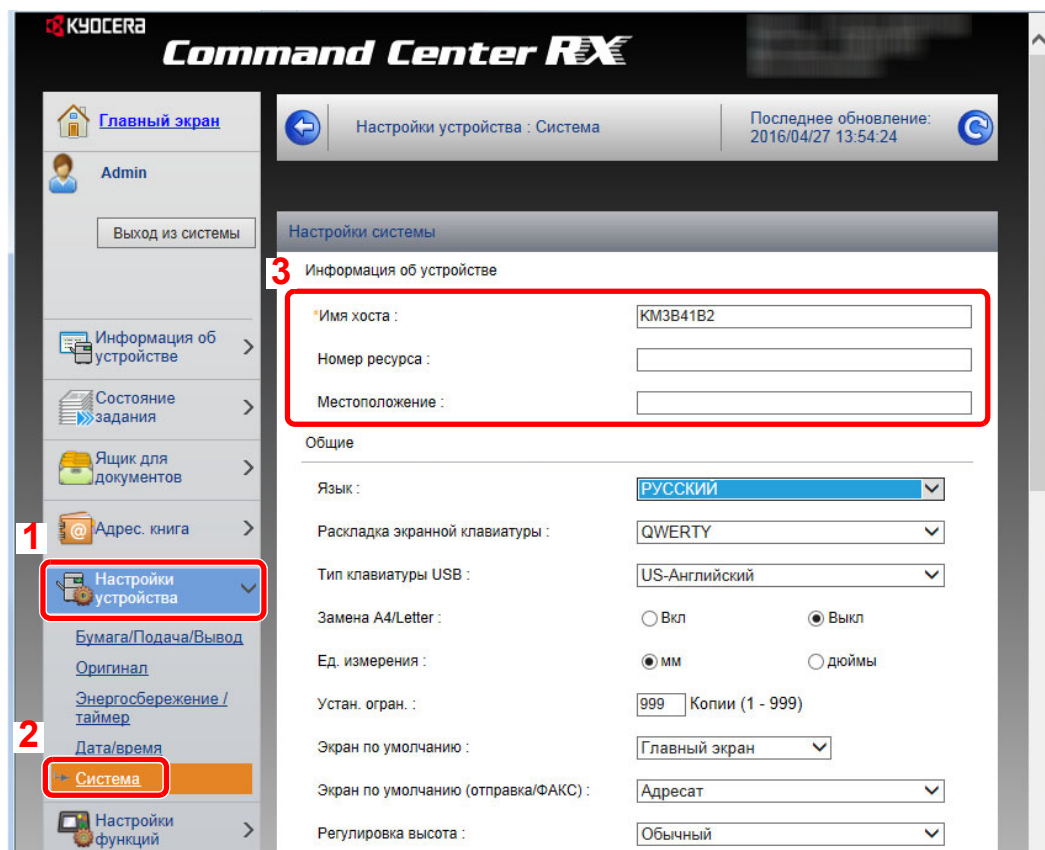 KYOCERA
Command Center RX
Главный экран
Admin
Выход из системы
Информация об
устройстве
Состояние
задания
Ящик для
документов
1
Адрес. книга
Настройки
устройства
Бумага/Подача/Вывод
Оригинал
Энергосбережение /
таймер
2
Дата/время
Система
Настройки
функций
Настройки устройства : Система
Последнее обновление:
2016/04/27 13:54:24
Настройки системы
3
Информация об устройстве
*Имя хоста : KM3B41B2
Номер ресурса :
Местоположение :
Общие
Язык : РУССКИЙ
Раскладка экранной клавиатуры : QWERTY
Тип клавиатуры USB : US-Английский
Замена A4/Letter : Вкл Выкл
Ед. измерения : мм дюймы
Устан. огран. : 999 Копии (1 - 999)
Экран по умолчанию : Главный экран
Экран по умолчанию (отправка/ФАКС) : Адресат
Регулировка высота : Обычный